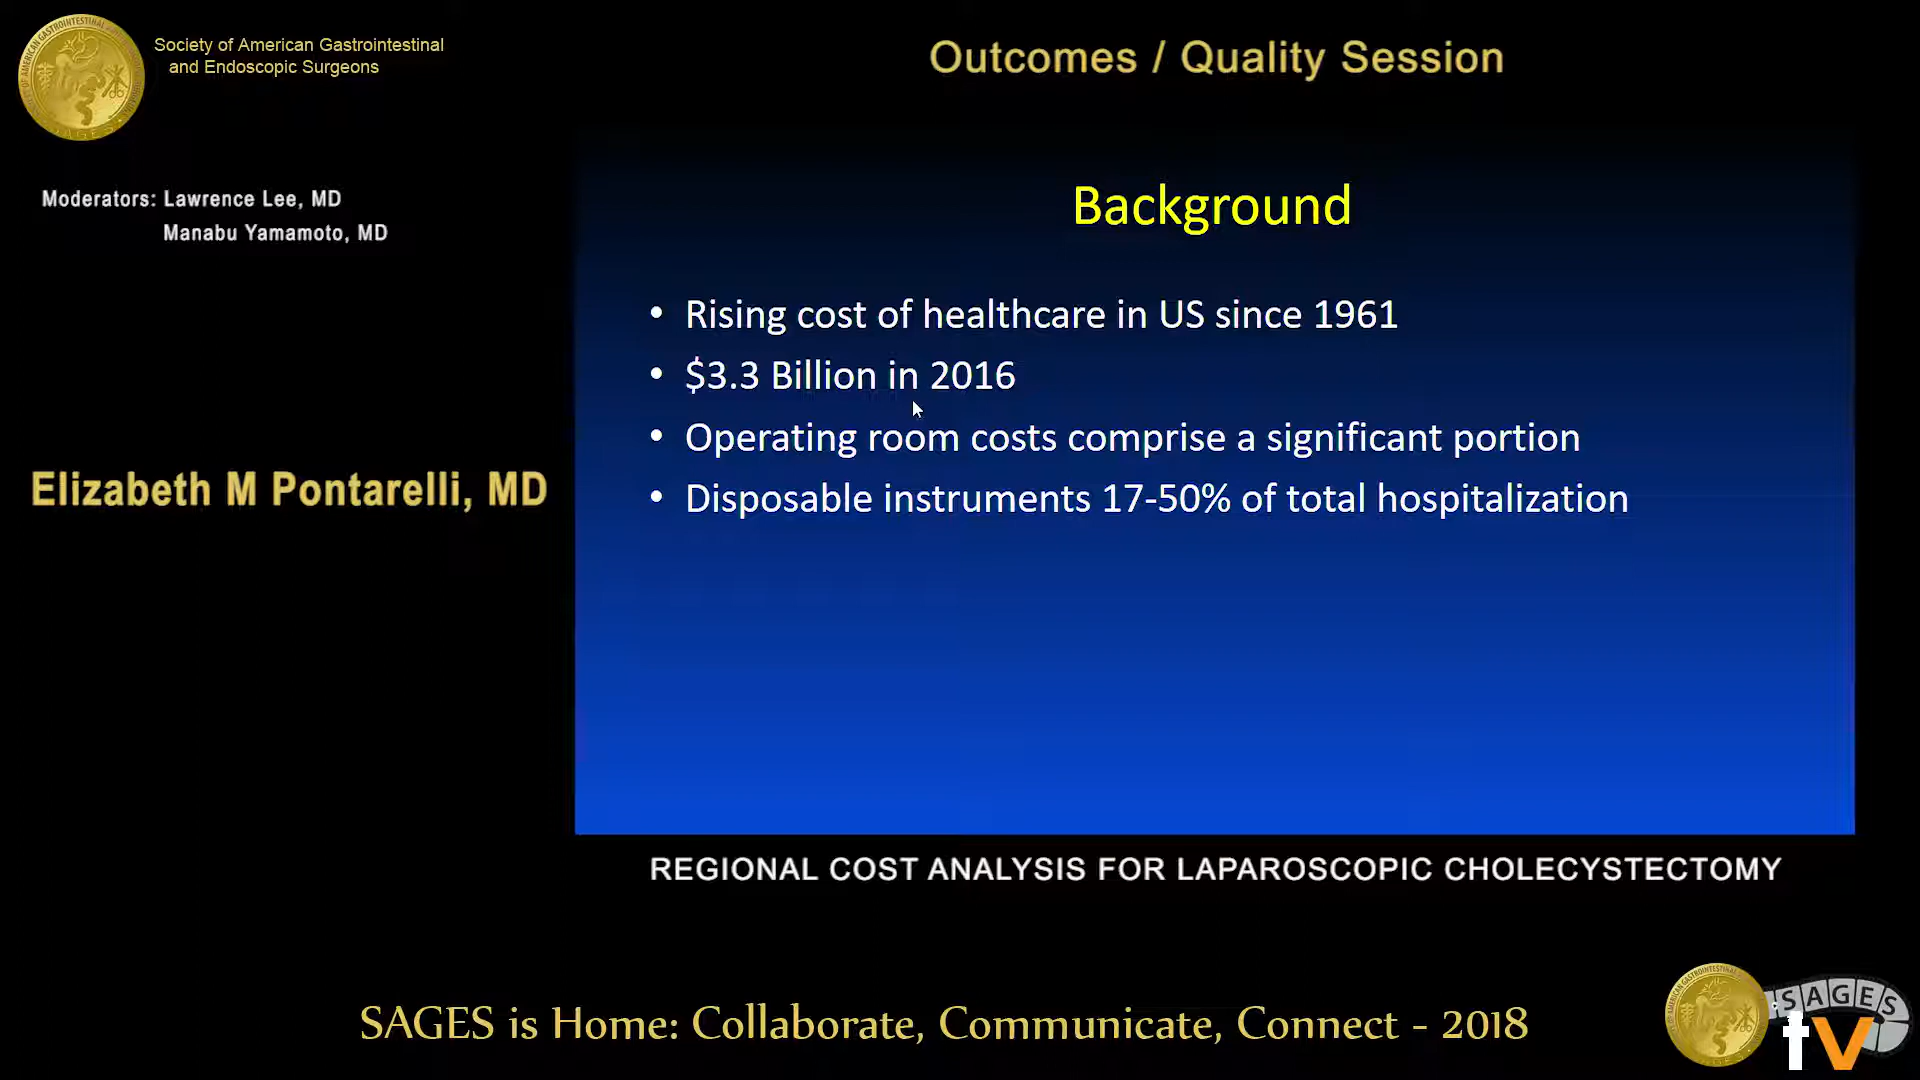 Society of American Gastrointestinal
and Endoscopic Surgeons
Outcomes / Quality Session
Moderators: Lawrence Lee, MD
Manabu Yamamoto, MD
Background
• Rising cost of healthcare in US since 1961
• $3.3 Billion in 2016
• Operating room costs comprise a significant portion
• Disposable instruments 17-50% of total hospitalization
Elizabeth M Pontarelli, MD
REGIONAL COST ANALYSIS FOR LAPAROSCOPIC CHOLECYSTECTOMY
SAGES is Home: Collaborate, Communicate, Connect - 2018
SAGES
tv